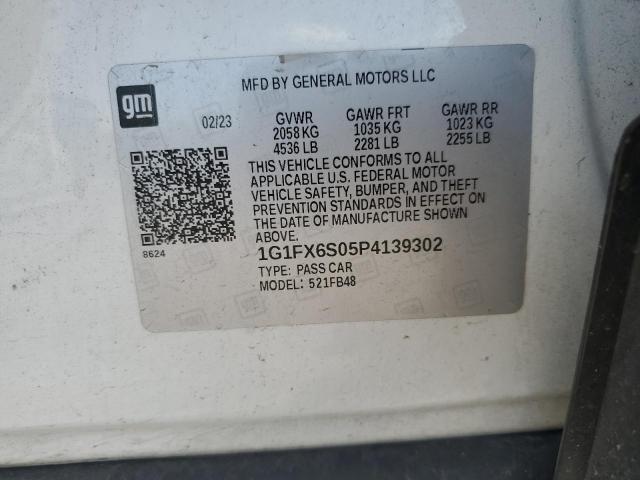 MFD BY GENERAL MOTORS LLC
gm
02/23
GVWR GAWR FRT GAWR RR
2058 KG 1035 KG 1023 KG
4536 LB 2281 LB 2255 LB
THIS VEHICLE CONFORMS TO ALL
APPLICABLE U.S. FEDERAL MOTOR
VEHICLE SAFETY, BUMPER, AND THEFT
PREVENTION STANDARDS IN EFFECT ON
THE DATE OF MANUFACTURE SHOWN
ABOVE.
8624
1G1FX6S05P4139302
TYPE: PASS CAR
MODEL: 521FB48